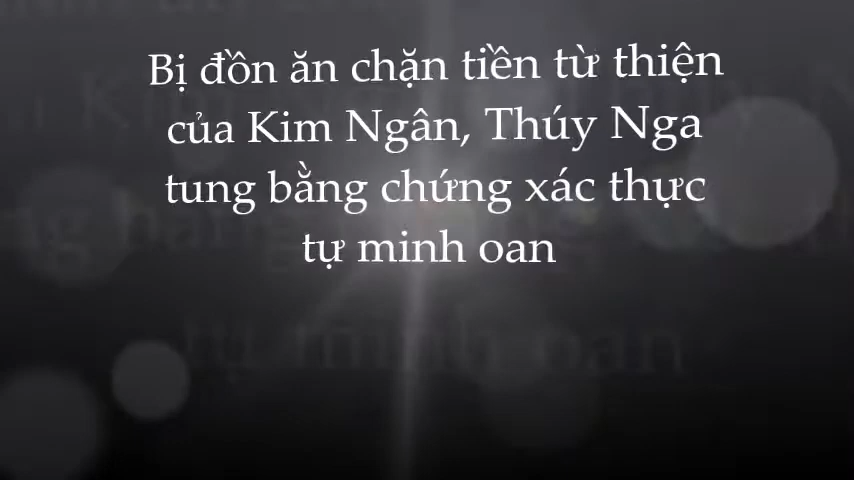 Bị đồn ăn chặn tiền từ thiện
của Kim Ngân, Thúy Nga
tung bằng chứng xác thực
tự minh oan